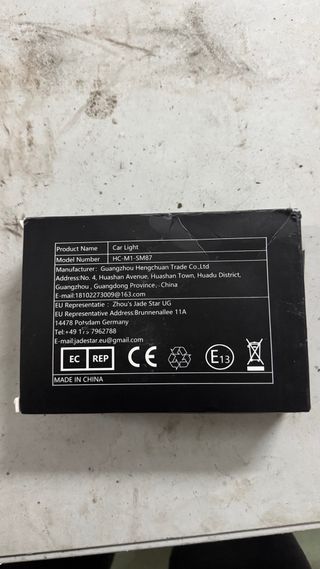 Product Name Car Light
Model Number HC-M1-SM87
Manufacturer: Guangzhou Hengchuan Trade Co,.Ltd
Address:No. 4, Huashan Avenue, Huashan Town, Huadu District,
Guangzhou , Guangdong Province, , China
E-mail:18102273009@163.com
EU Representatie : Zhou's Jade Star UG
EU Representative Address:Brunnenallee 11A
14478 Potsdam Germany
Tel:+49 7962788
E-mail:jadestar.eu@gmail.com
EC REP CE E13
MADE IN CHINA